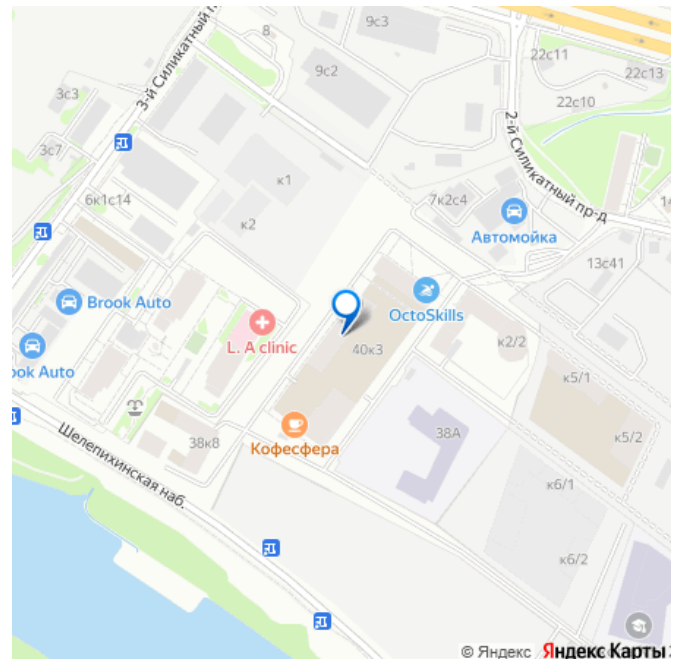 9с3
8
22с11
22с13
9с2
3-й Силикатный п
3с3
22с10
2-й Силикатный пр-д
3с7
к1
7к2с4
6к1с14
к2
Автомойка
13с41
Brook Auto
OctoSkills
L. A clinic
к2/2
40к3
ook Auto
к5/1
38к8
Кофесфера
38А
к5/2
Шелепихинская наб.
к6/1
к6/2
© Яндекс Яндекс Карты